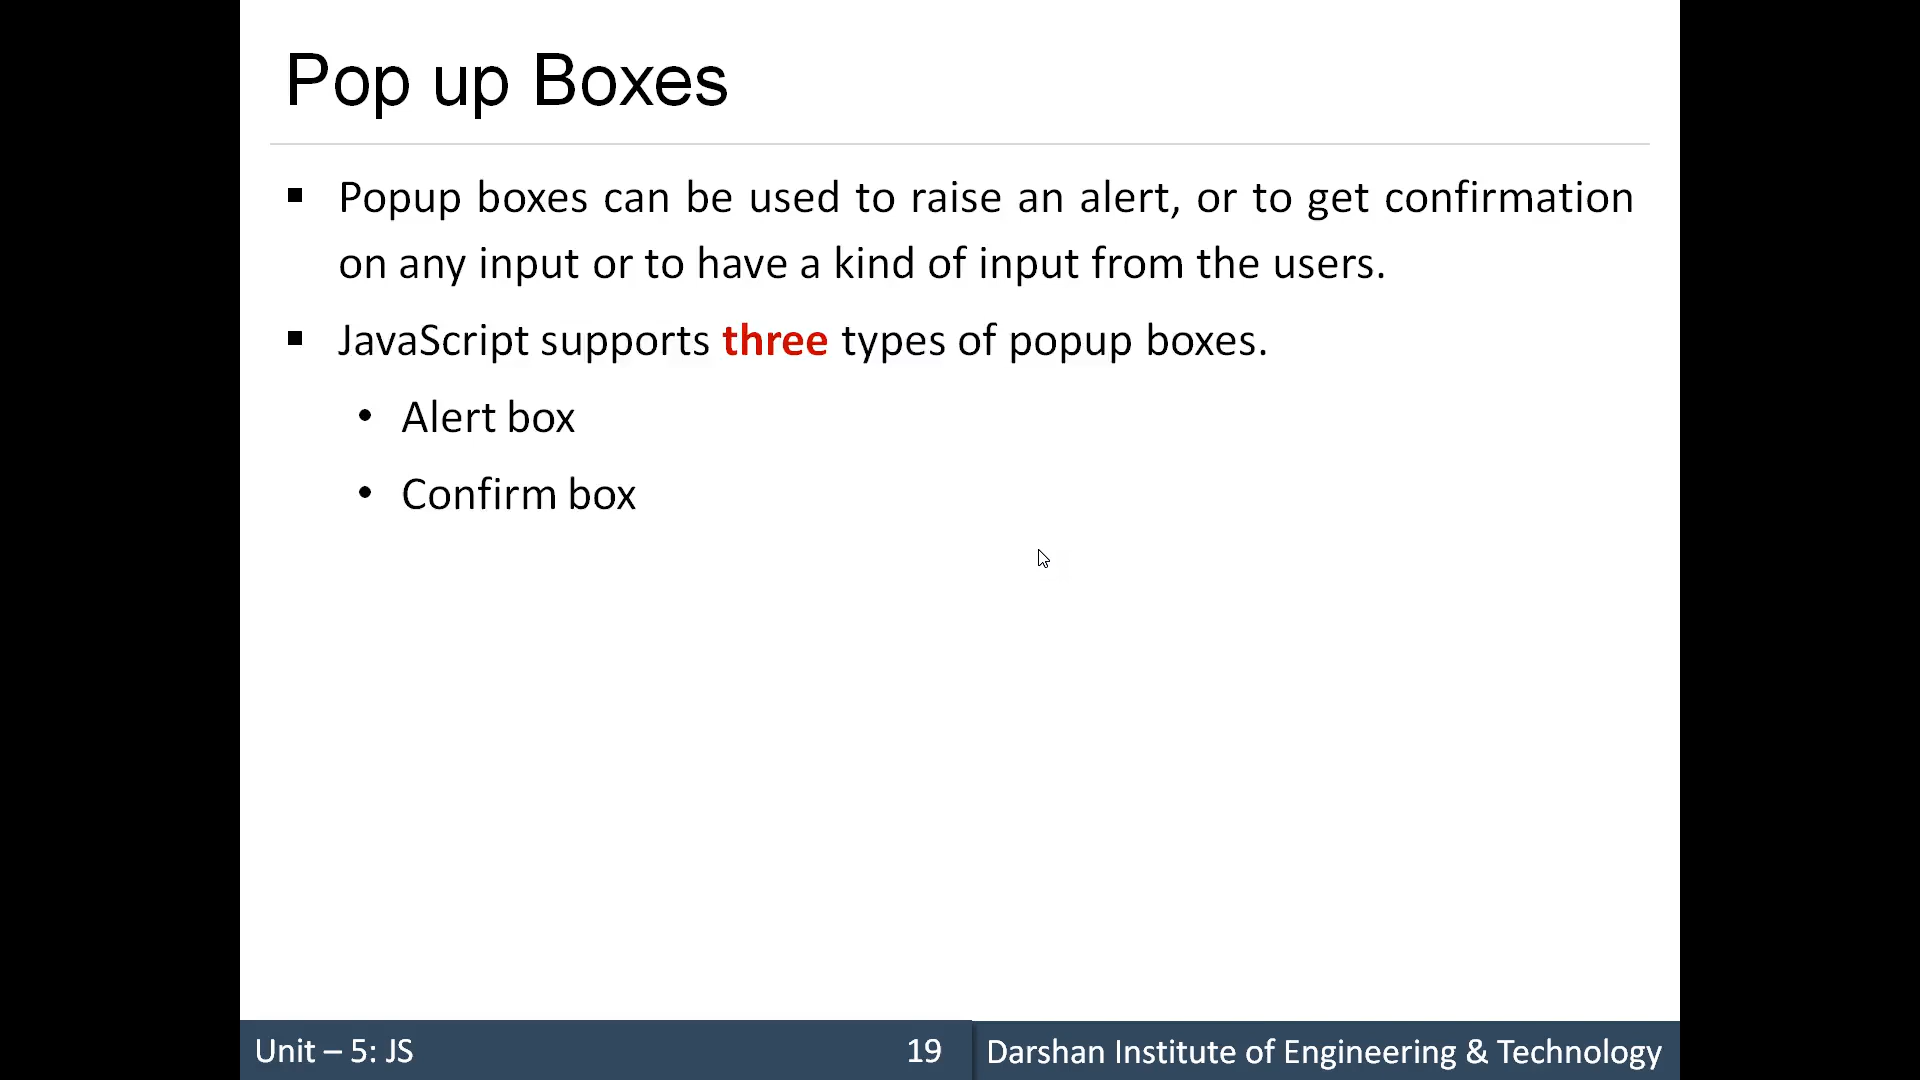 Pop up Boxes
▪ Popup boxes can be used to raise an alert, or to get confirmation
on any input or to have a kind of input from the users.
▪ JavaScript supports three types of popup boxes.
• Alert box
• Confirm box
Unit – 5: JS 19 Darshan Institute of Engineering & Technology